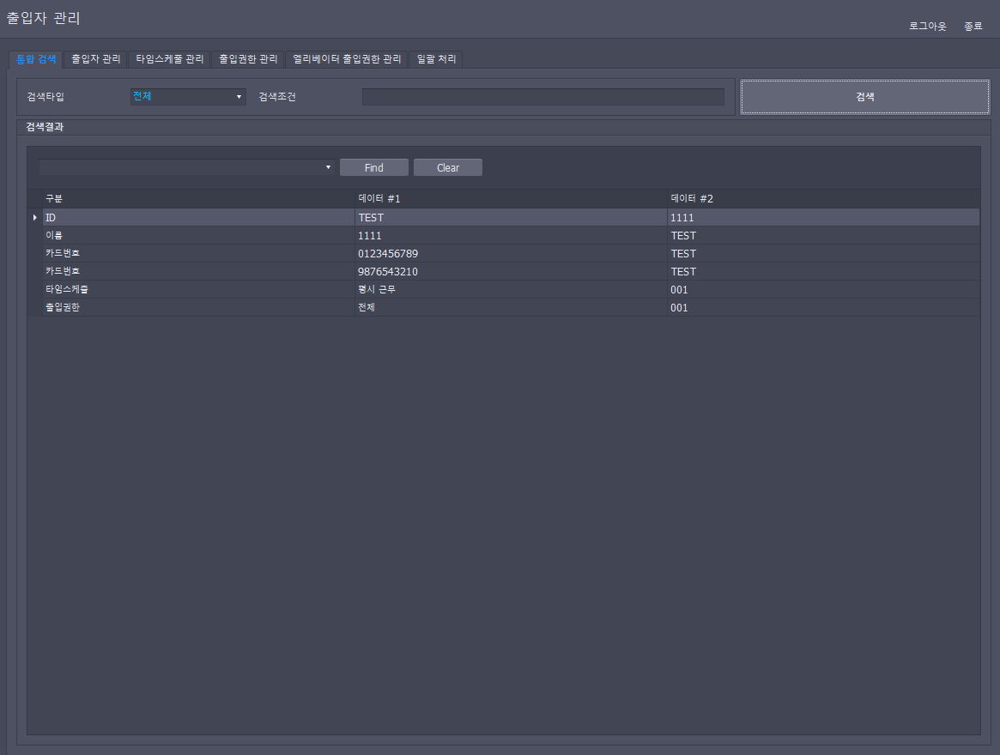 출입자 관리
로그아웃 종료
통합 검색 출입자 관리 타임스케줄 관리 출입권한 관리 엘리베이터 출입권한 관리 일괄 처리
검색타입 전체 검색조건 검색
검색결과
Find Clear
구분 데이터 #1 데이터 #2
ID TEST 1111
이름 1111 TEST
카드번호 0123456789 TEST
카드번호 9876543210 TEST
타임스케줄 평시 근무 001
출입권한 전체 001